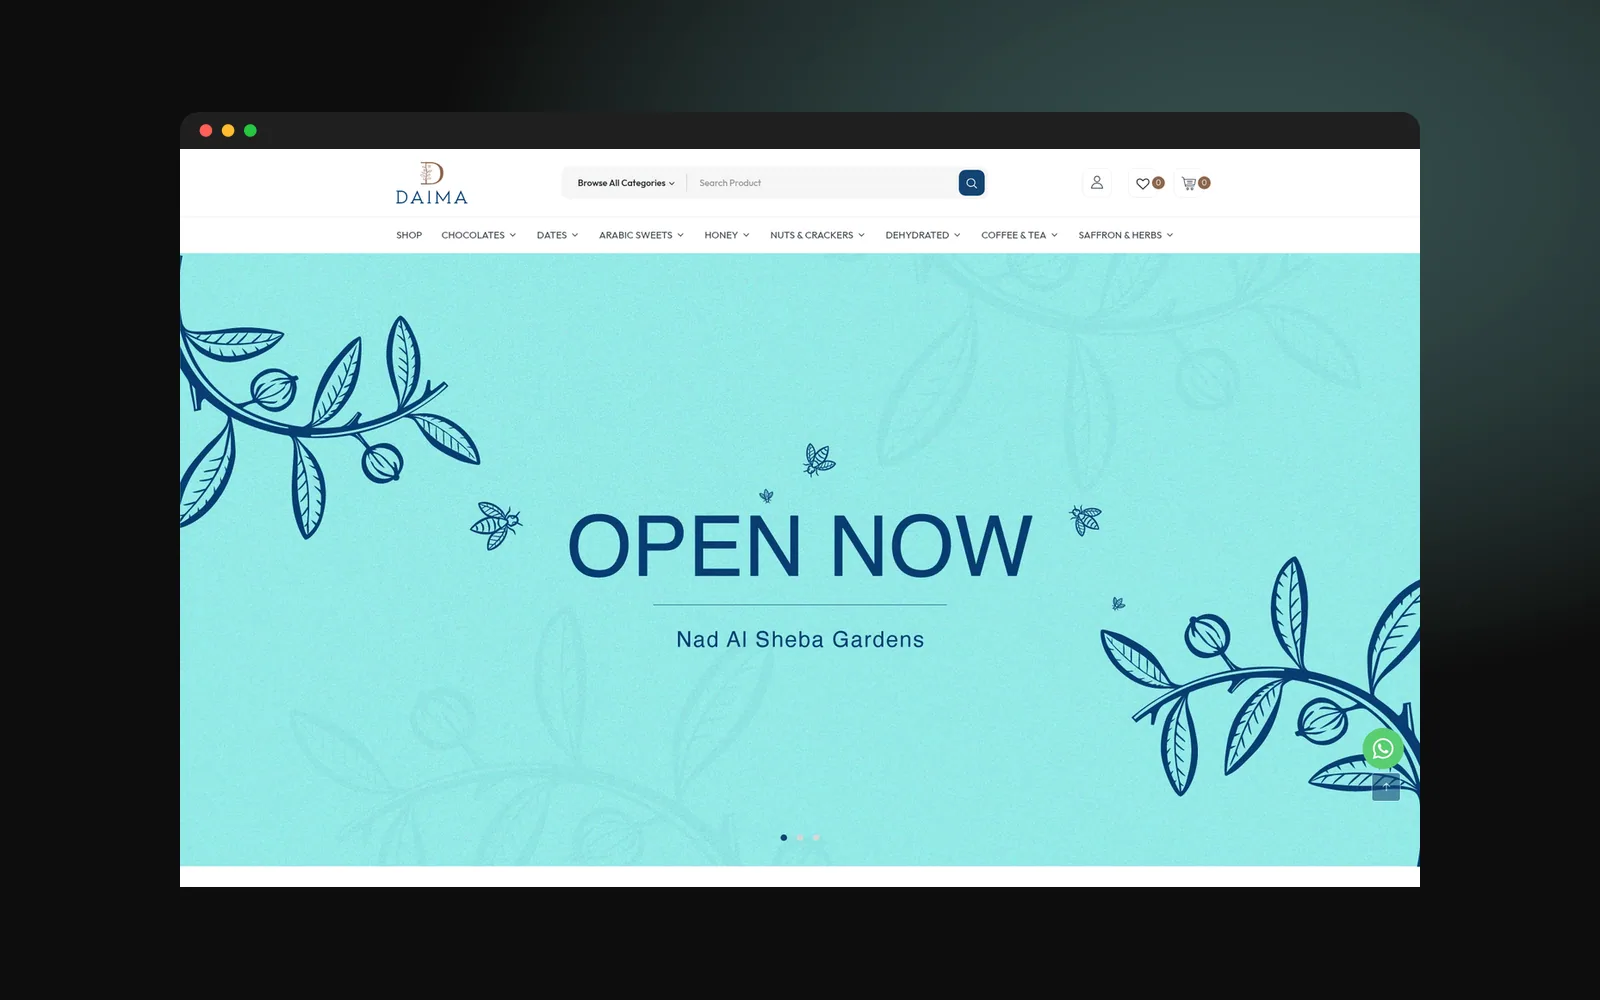 D
DAIMA
Browse All Categories
Search Product
0
0
SHOP
CHOCOLATES
DATES
ARABIC SWEETS
HONEY
NUTS & CRACKERS
DEHYDRATED
COFFEE & TEA
SAFFRON & HERBS
OPEN NOW
Nad Al Sheba Gardens